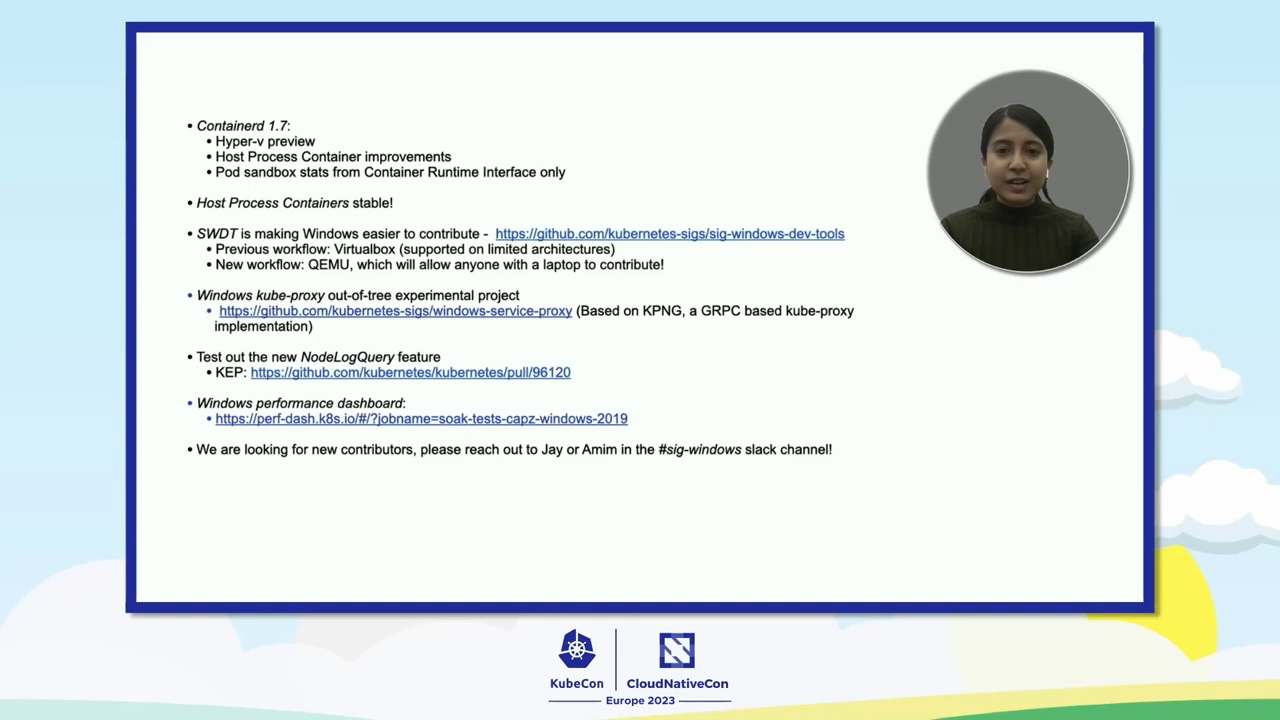 • Containerd 1.7:
• Hyper-v preview
• Host Process Container improvements
• Pod sandbox stats from Container Runtime Interface only
• Host Process Containers stable!
• SWDT is making Windows easier to contribute - https://github.com/kubernetes-sigs/sig-windows-dev-tools
• Previous workflow: Virtualbox (supported on limited architectures)
• New workflow: QEMU, which will allow anyone with a laptop to contribute!
• Windows kube-proxy out-of-tree experimental project
• https://github.com/kubernetes-sigs/windows-service-proxy (Based on KPNG, a GRPC based kube-proxy
implementation)
• Test out the new NodeLogQuery feature
• KEP: https://github.com/kubernetes/kubernetes/pull/96120
• Windows performance dashboard:
• https://perf-dash.k8s.io/#/?jobname=soak-tests-capz-windows-2019
• We are looking for new contributors, please reach out to Jay or Amim in the #sig-windows slack channel!
KubeCon
CloudNativeCon
Europe 2023